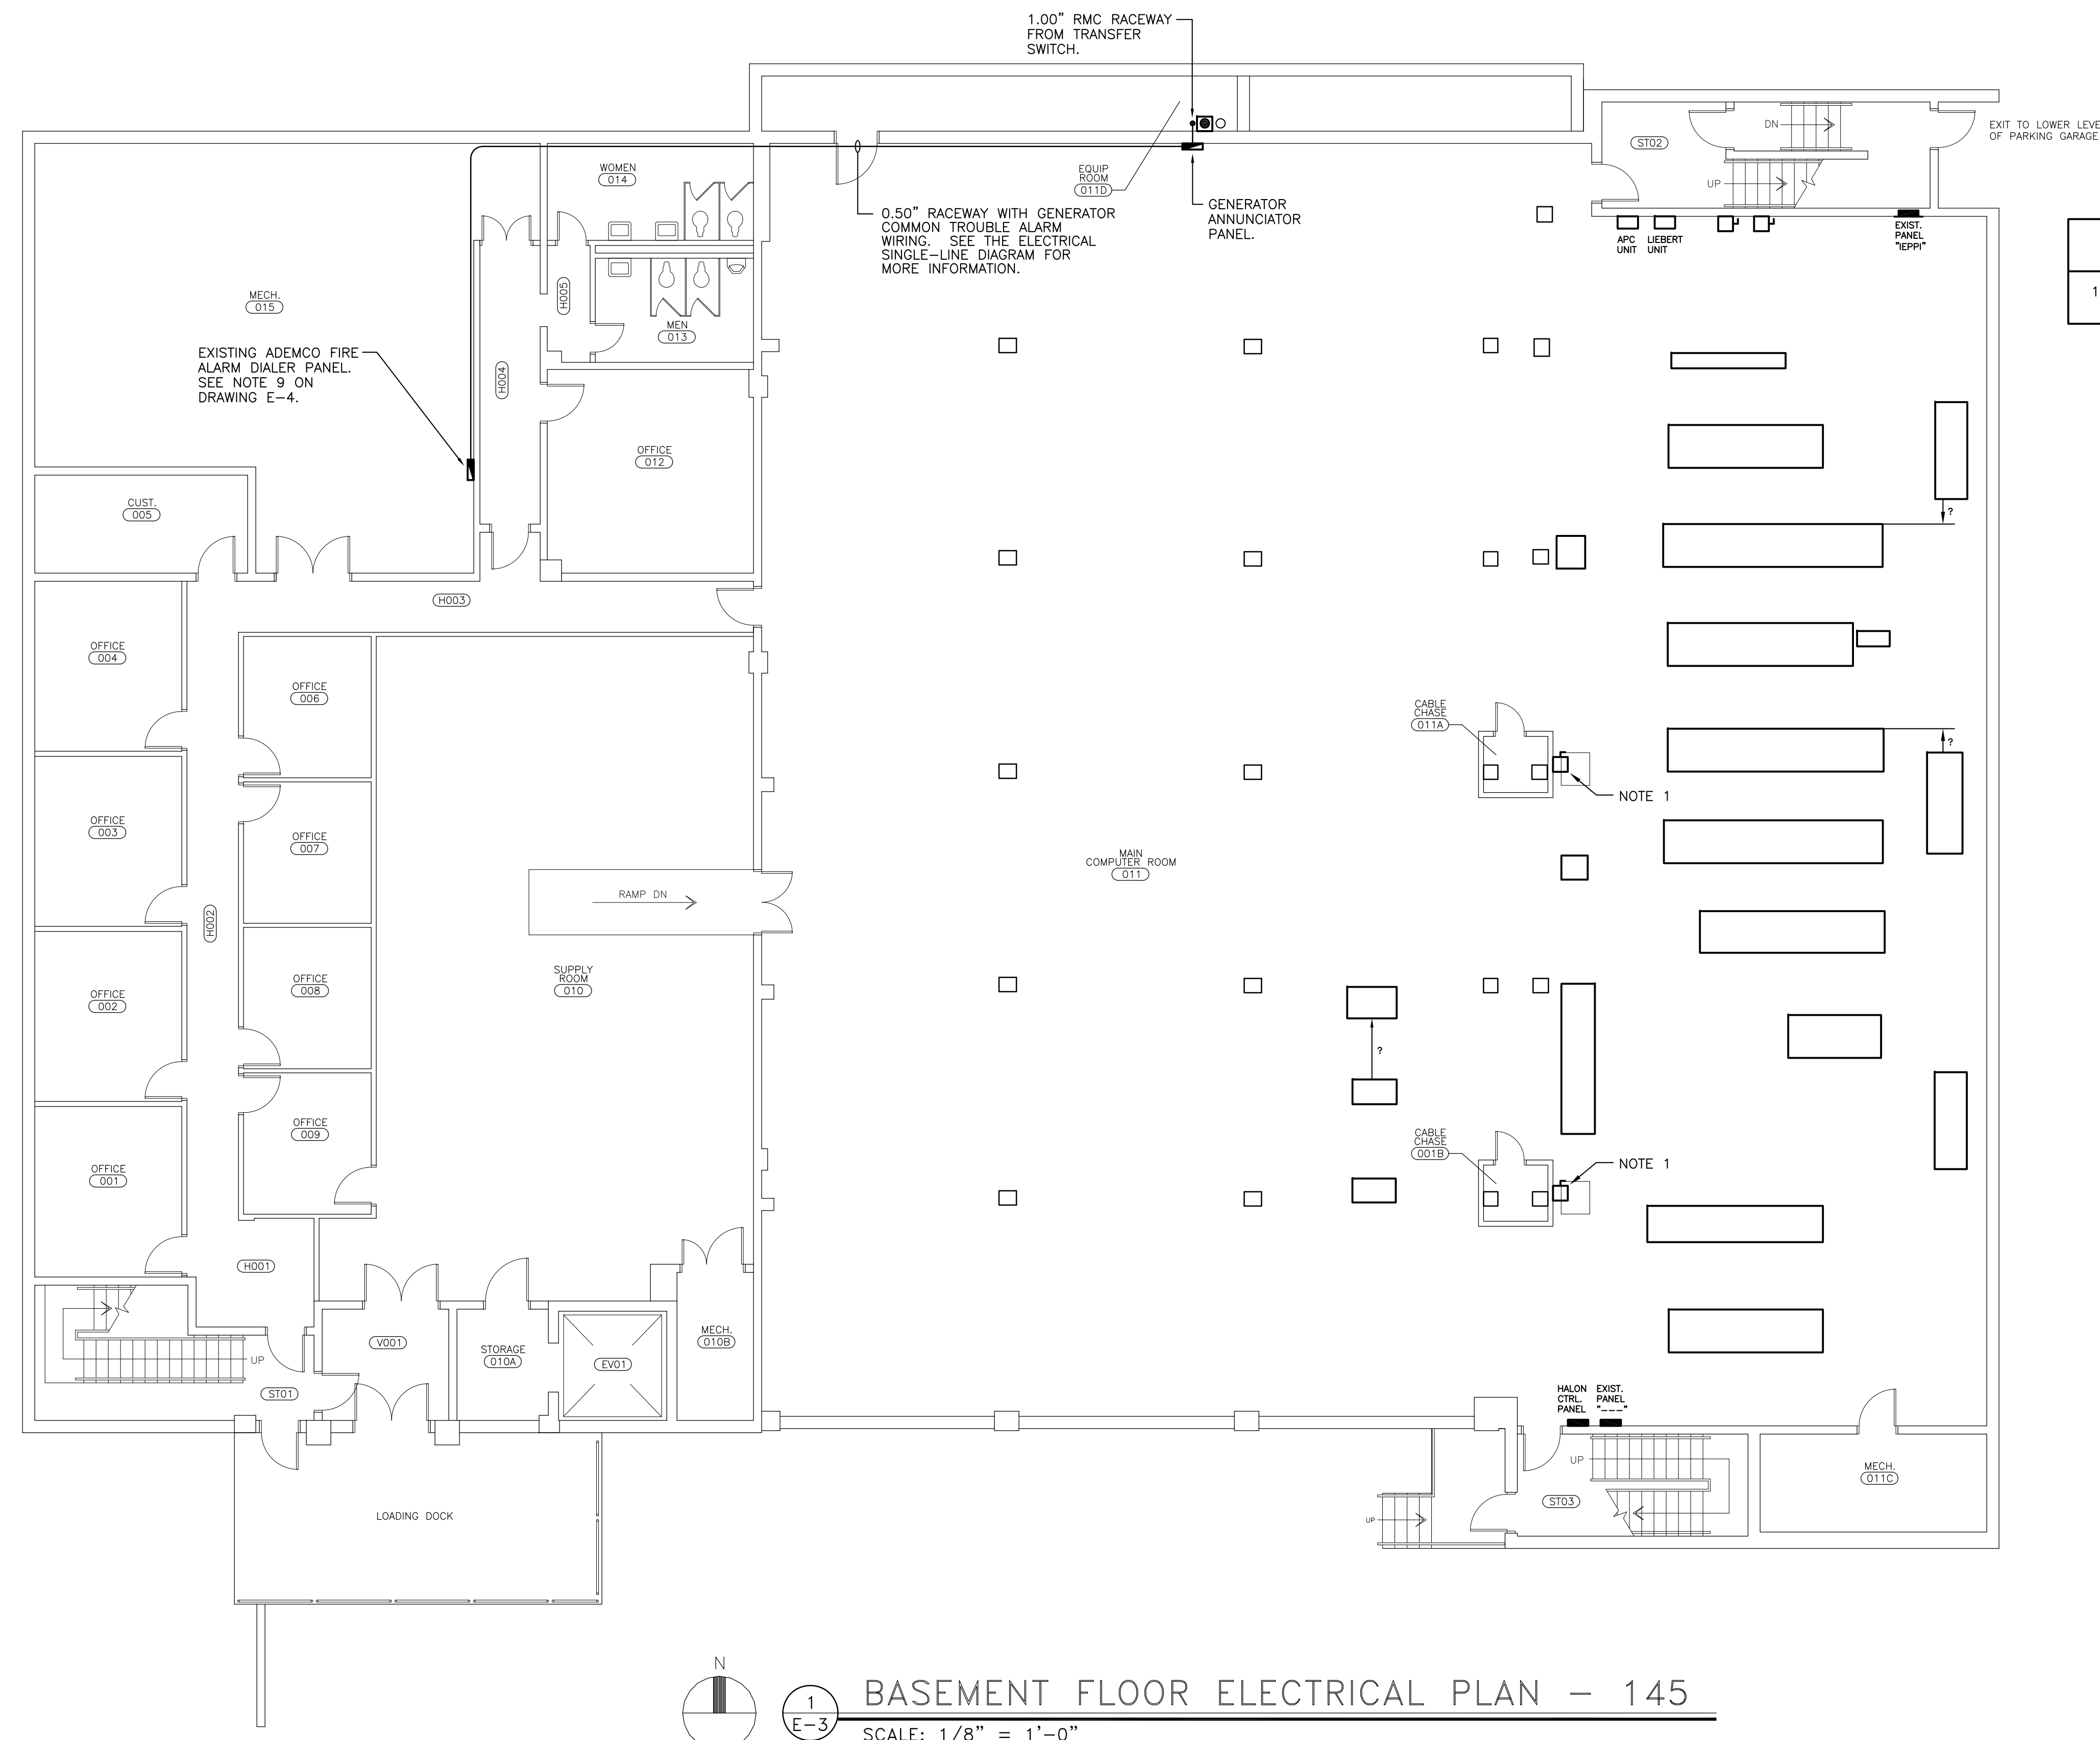 1.00" RMC RACEWAY
FROM TRANSFER
SWITCH.
EXIT TO LOWER LEVE
OF PARKING GARAGE
DN
ST02
UP
WOMEN
014
EQUIP
ROOM
011D
0.50" RACEWAY WITH GENERATOR
COMMON TROUBLE ALARM
WIRING. SEE THE ELECTRICAL
SINGLE-LINE DIAGRAM FOR
MORE INFORMATION.
GENERATOR
ANNUNCIATOR
PANEL.
APC
UNIT
LIEBERT
UNIT
EXIST.
PANEL
"IEPPI"
1
MECH.
015
H005
MEN
013
EXISTING ADEMCO FIRE
ALARM DIALER PANEL.
SEE NOTE 9 ON
DRAWING E-4.
H004
OFFICE
012
CUST.
005
?
H003
OFFICE
004
OFFICE
006
CABLE
CHASE
011A
?
NOTE 1
OFFICE
003
OFFICE
007
MAIN
COMPUTER ROOM
011
RAMP DN
H002
OFFICE
002
OFFICE
008
SUPPLY
ROOM
010
?
OFFICE
009
CABLE
CHASE
001B
NOTE 1
OFFICE
001
H001
MECH.
010B
V001
STORAGE
010A
EV01
UP
ST01
HALON
CTRL.
PANEL
EXIST.
PANEL
"---"
UP
MECH.
011C
ST03
UP
LOADING DOCK
N
1
E-3
BASEMENT FLOOR ELECTRICAL PLAN - 145
SCALE: 1/8" = 1'-0"